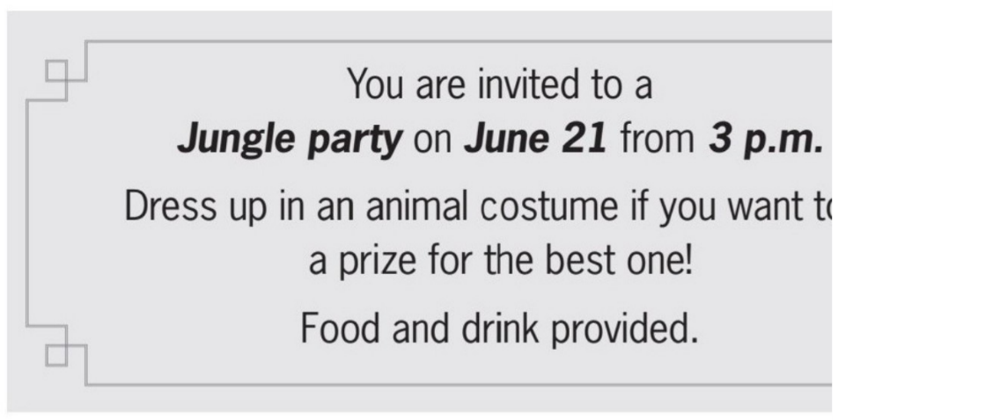 You are invited to a
Jungle party on June 21 from 3 p.m.
Dress up in an animal costume if you want
a prize for the best one!
Food and drink provided.